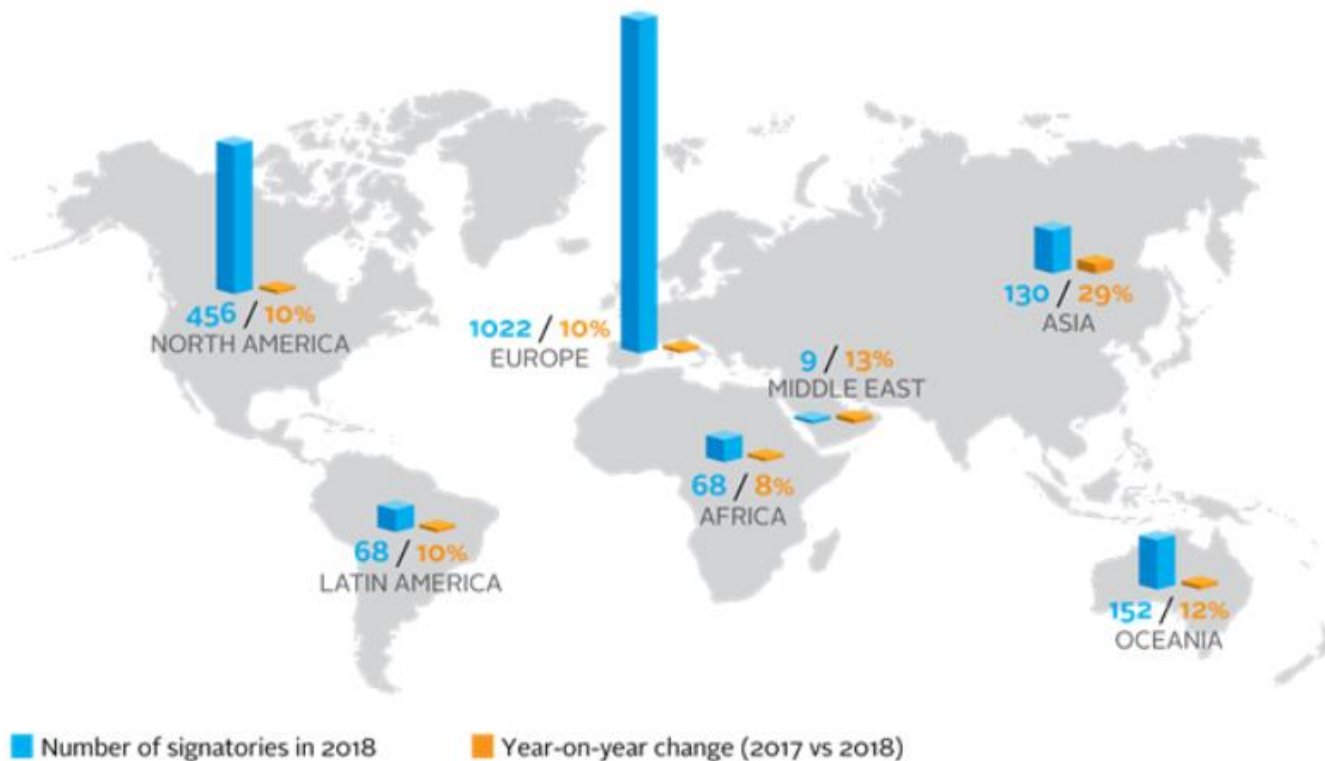 456 / 10%
NORTH AMERICA
1022 / 10%
EUROPE
130 / 29%
ASIA
9 / 13%
MIDDLE EAST
68 / 8%
AFRICA
68 / 10%
LATIN AMERICA
152 / 12%
OCEANIA
Number of signatories in 2018
Year-on-year change (2017 vs 2018)